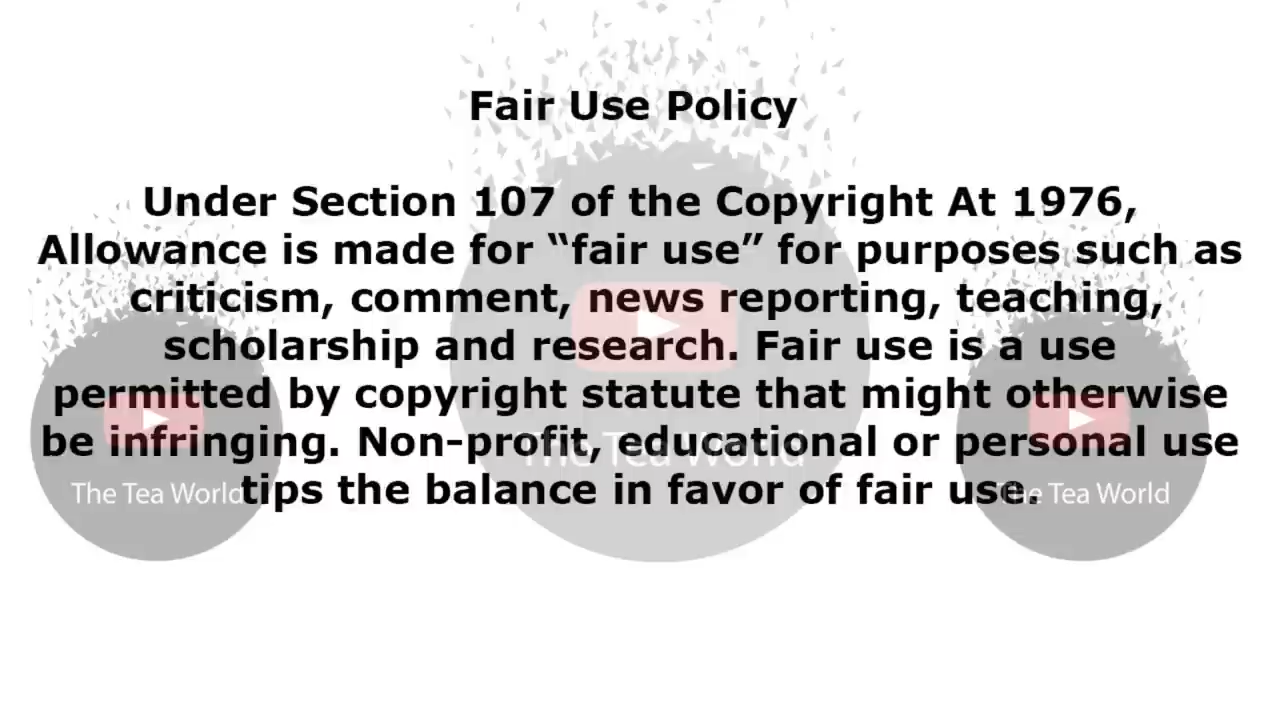 Fair Use Policy
Under Section 107 of the Copyright At 1976,
Allowance is made for “fair use” for purposes such as
criticism, comment, news reporting, teaching,
scholarship and research. Fair use is a use
permitted by copyright statute that might otherwise
be infringing. Non-profit, educational or personal use
tips the balance in favor of fair use.
The Tea World
The Tea World
The Tea World